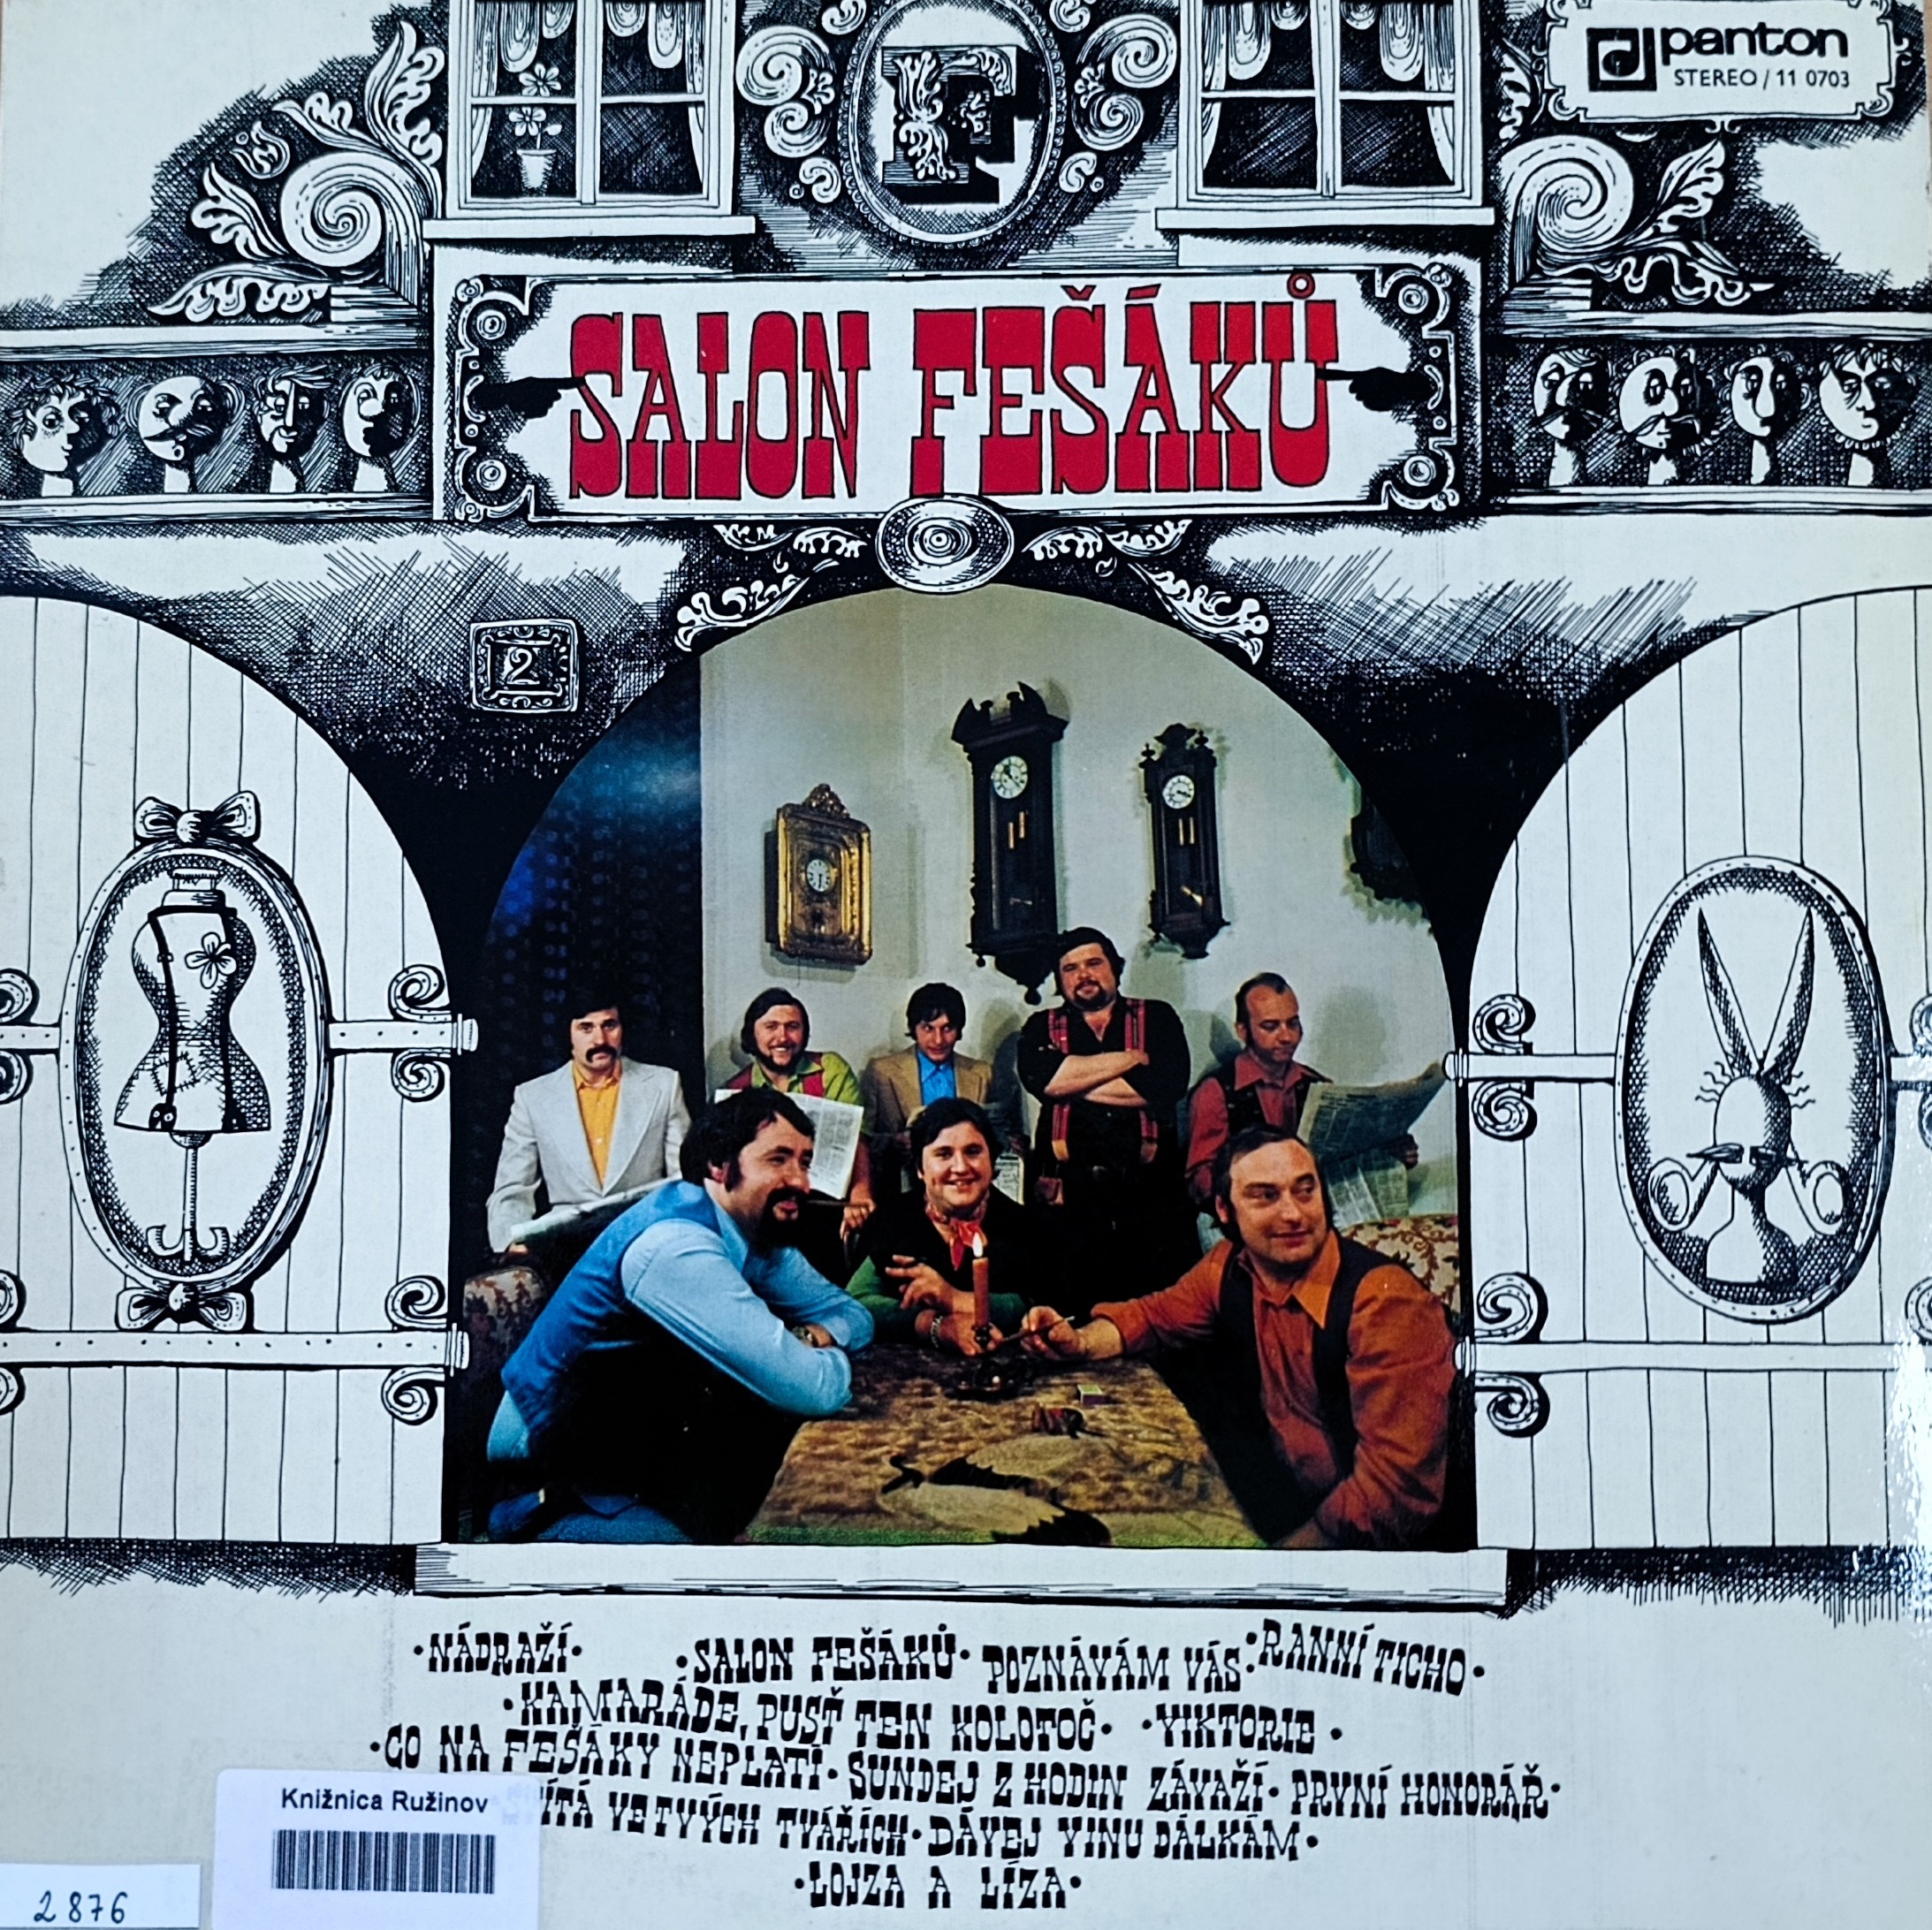 F
panton
STEREO / 11 0703
SALON FEŠÁKŮ
2
•NÁDRAŽÍ• •SALON FEŠÁKŮ• POZNÁVÁM VÁS •RANNÍ TICHO•
•KAMARÁDE, PUSŤ TEN KOLOTOČ• •VIKTORIE•
•CO NA FEŠÁKY NEPLATÍ• SUNDEJ Z HODIN ZÁVAŽÍ• PRVNÍ HONORÁŘ•
VE TVÝCH TVÁŘÍCH• DÁVEJ VINU DÁLKÁM•
•LOJZA A LÍZA•
Knižnica Ružinov
2876